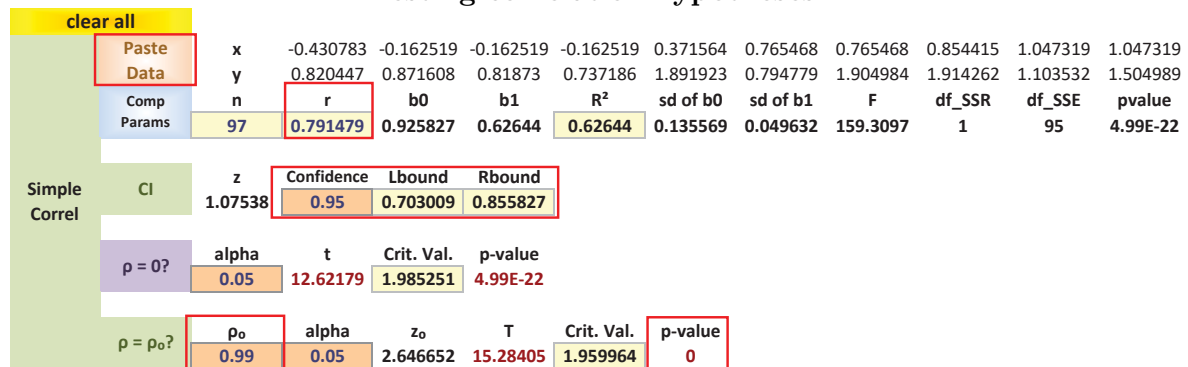 clear all
Paste Data x -0.430783 -0.162519 -0.162519 -0.162519 0.371564 0.765468 0.765468 0.854415 1.047319 1.047319
y 0.820447 0.871608 0.81873 0.737186 1.891923 0.794779 1.904984 1.914262 1.103532 1.504989
Comp Params n r b0 b1 R² sd of b0 sd of b1 F df_SSR df_SSE pvalue
97 0.791479 0.925827 0.62644 0.62644 0.135569 0.049632 159.3097 1 95 4.99E-22
Simple Correl
CI z Confidence Lbound Rbound
1.07538 0.95 0.703009 0.855827
ρ = 0? alpha t Crit. Val. p-value
0.05 12.62179 1.985251 4.99E-22
ρ = ρ₀? ρ₀ alpha z₀ T Crit. Val. p-value
0.99 0.05 2.646652 15.28405 1.959964 0